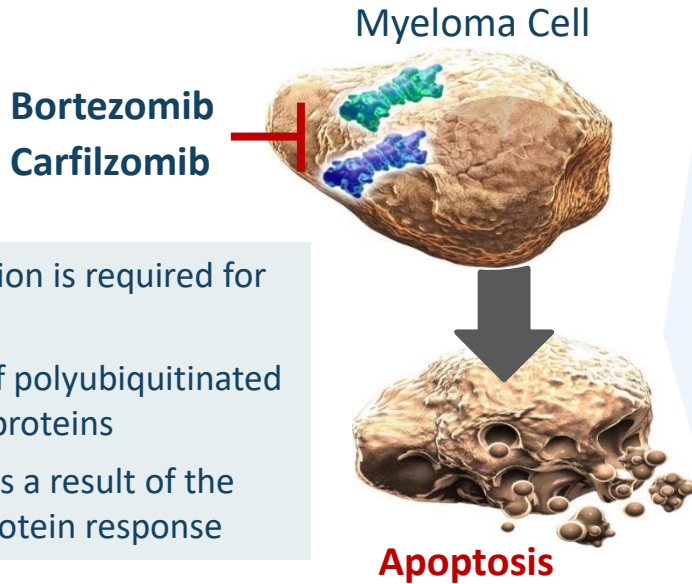 Myeloma Cell
Bortezomib
Carfilzomib
ion is required for
f polyubiquitinated
proteins
s a result of the
otein response
Apoptosis